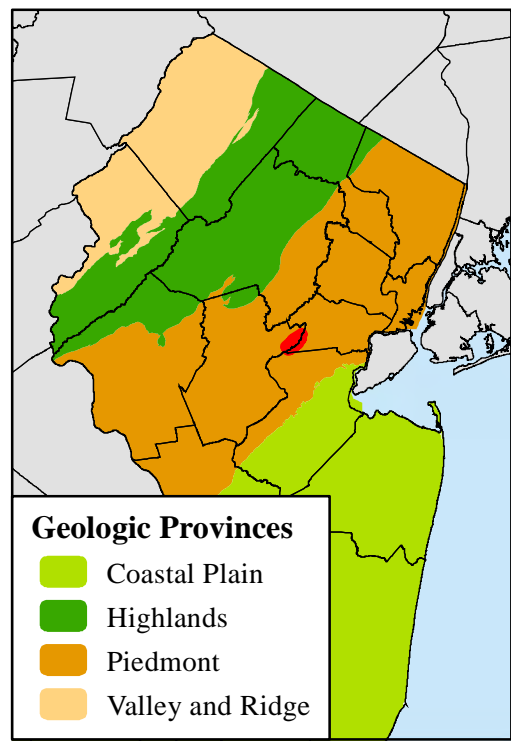 Geologic Provinces
Coastal Plain
Highlands
Piedmont
Valley and Ridge